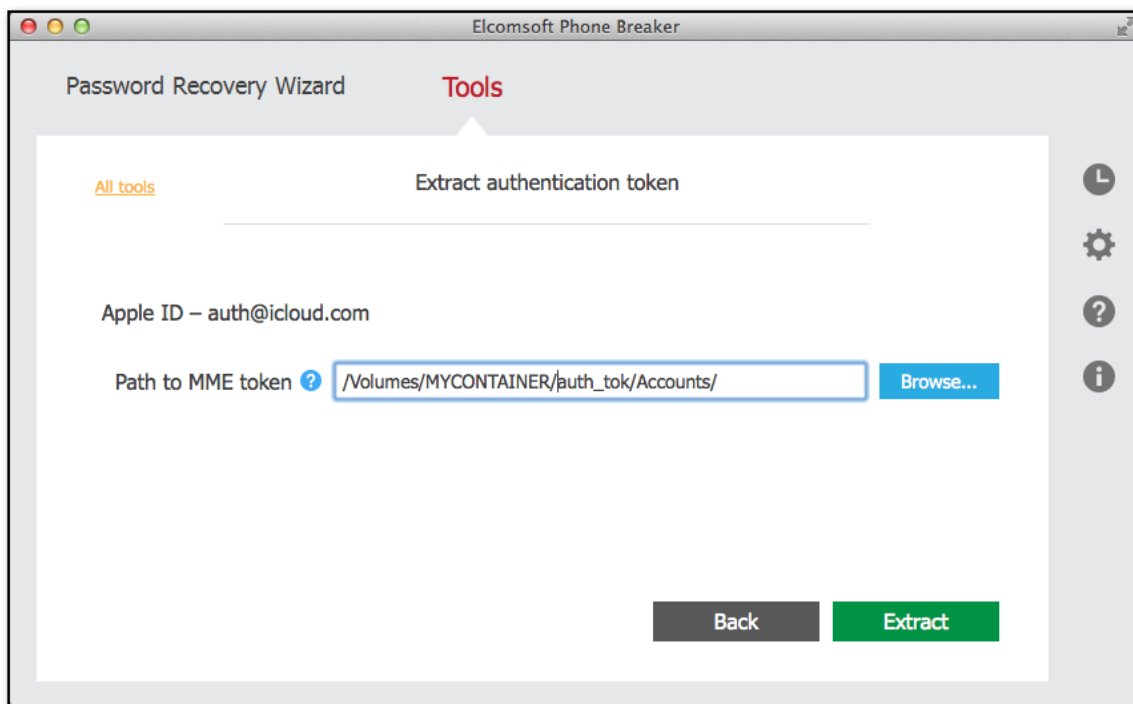 Elcomsoft Phone Breaker
Password Recovery Wizard Tools
All tools
Extract authentication token
Apple ID – auth@icloud.com
Path to MME token ? /Volumes/MYCONTAINER/auth_tok/Accounts/ Browse...
Back Extract